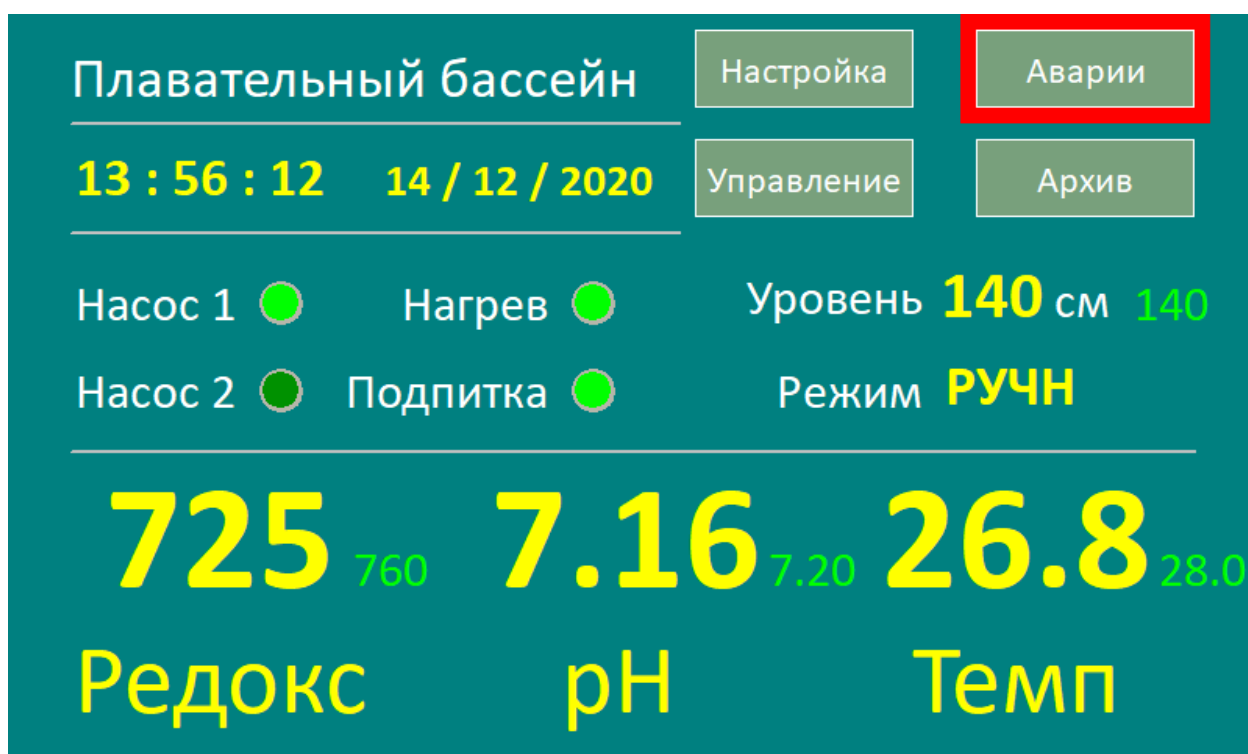 Плавательный бассейн Настройка Аварии
13 : 56 : 12 14 / 12 / 2020 Управление Архив
Насос 1 Нагрев Уровень 140 см 140
Насос 2 Подпитка Режим РУЧН
725 760 7.16 7.20 26.8 28.0
Редокс pH Темп